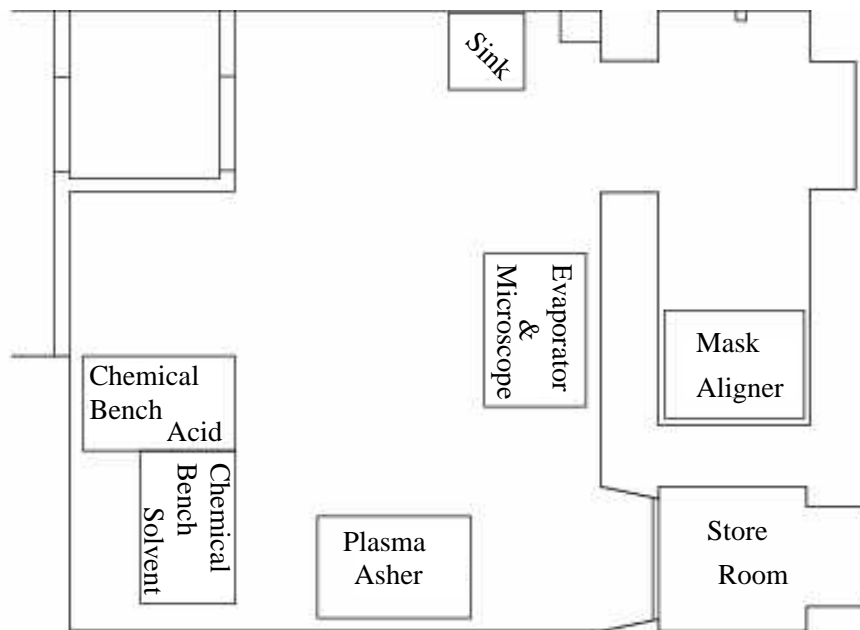 Sink
Evaporator
&
Microscope
Mask
Aligner
Chemical
Bench
Acid
Chemical
Bench
Solvent
Plasma
Asher
Store
Room